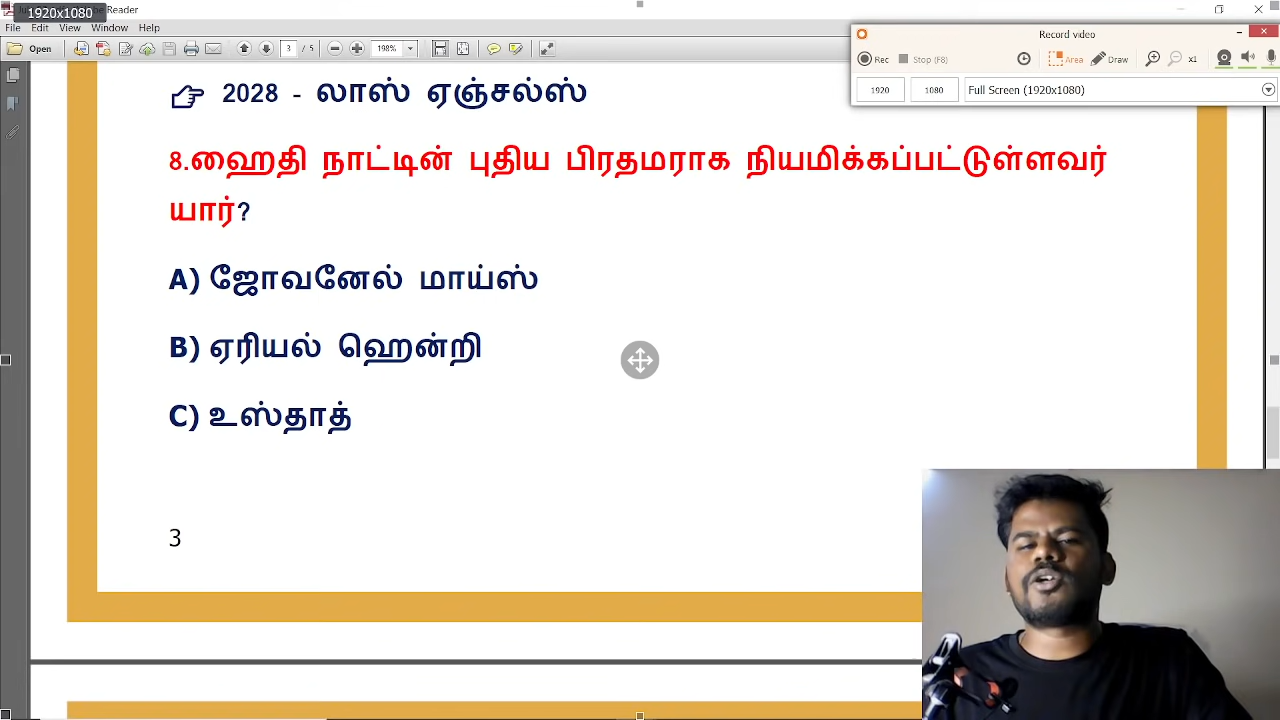 1920x1080
be Reader
File Edit View Window Help
Open 3 / 5 198%
Record video
Rec Stop (F8) Area Draw x1
1920 1080 Full Screen (1920x1080)
2028 - லாஸ் ஏஞ்சல்ஸ்
8.ஹைதி நாட்டின் புதிய பிரதமராக நியமிக்கப்பட்டுள்ளவர்
யார்?
A) ஜோவனேல் மாய்ஸ்
B) ஏரியல் ஹென்றி
C) உஸ்தாத்
3